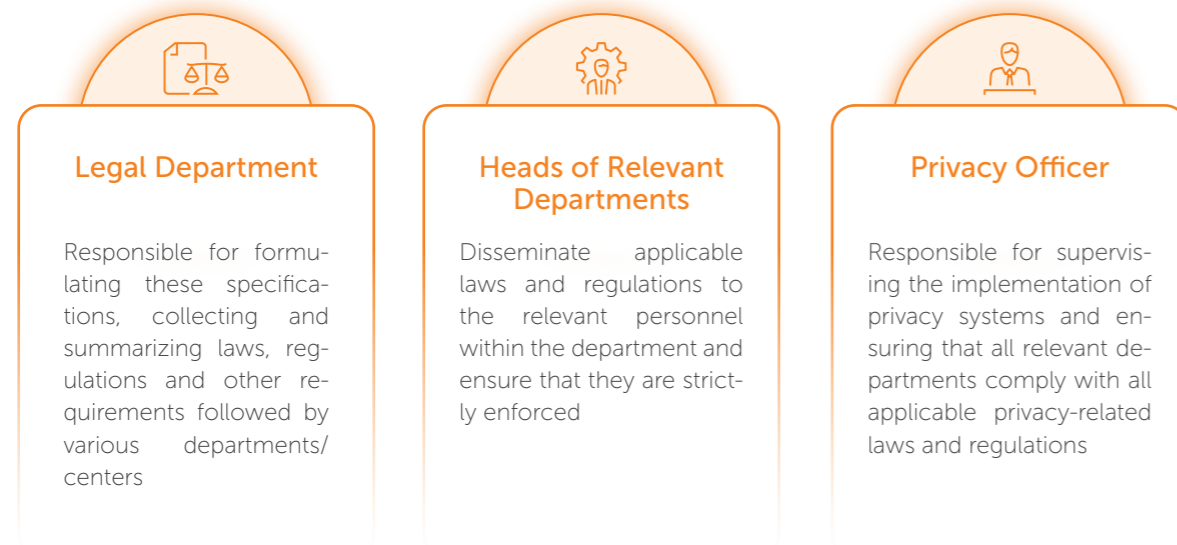 Legal Department
Responsible for formu-
lating these specifica-
tions, collecting and
summarizing laws, reg-
ulations and other re-
quirements followed by
various departments/
centers
Heads of Relevant
Departments
Disseminate applicable
laws and regulations to
the relevant personnel
within the department and
ensure that they are strict-
ly enforced
Privacy Officer
Responsible for supervis-
ing the implementation of
privacy systems and en-
suring that all relevant de-
partments comply with all
applicable privacy-related
laws and regulations